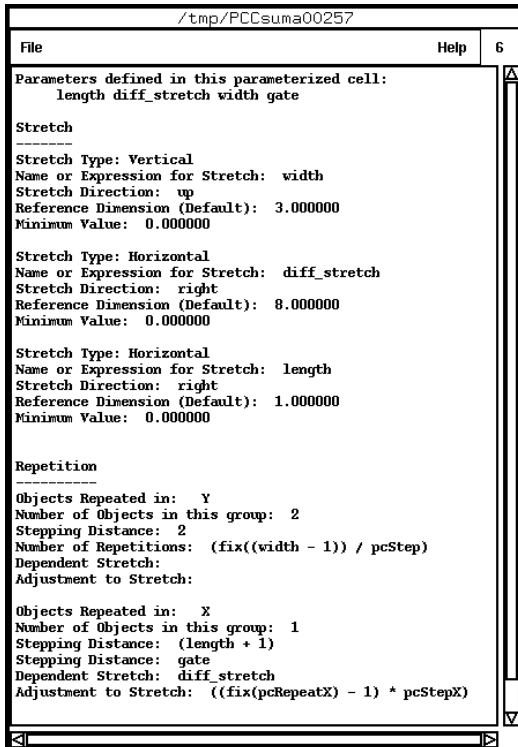 /tmp/PCCsuma00257
File Help 6
Parameters defined in this parameterized cell:
length diff_stretch width gate
Stretch
-------
Stretch Type: Vertical
Name or Expression for Stretch: width
Stretch Direction: up
Reference Dimension (Default): 3.000000
Minimum Value: 0.000000
Stretch Type: Horizontal
Name or Expression for Stretch: diff_stretch
Stretch Direction: right
Reference Dimension (Default): 8.000000
Minimum Value: 0.000000
Stretch Type: Horizontal
Name or Expression for Stretch: length
Stretch Direction: right
Reference Dimension (Default): 1.000000
Minimum Value: 0.000000
Repetition
----------
Objects Repeated in: Y
Number of Objects in this group: 2
Stepping Distance: 2
Number of Repetitions: (fix((width - 1)) / pcStep)
Dependent Stretch:
Adjustment to Stretch:
Objects Repeated in: X
Number of Objects in this group: 1
Stepping Distance: (length + 1)
Stepping Distance: gate
Dependent Stretch: diff_stretch
Adjustment to Stretch: ((fix(pcRepeatX) - 1) * pcStepX)